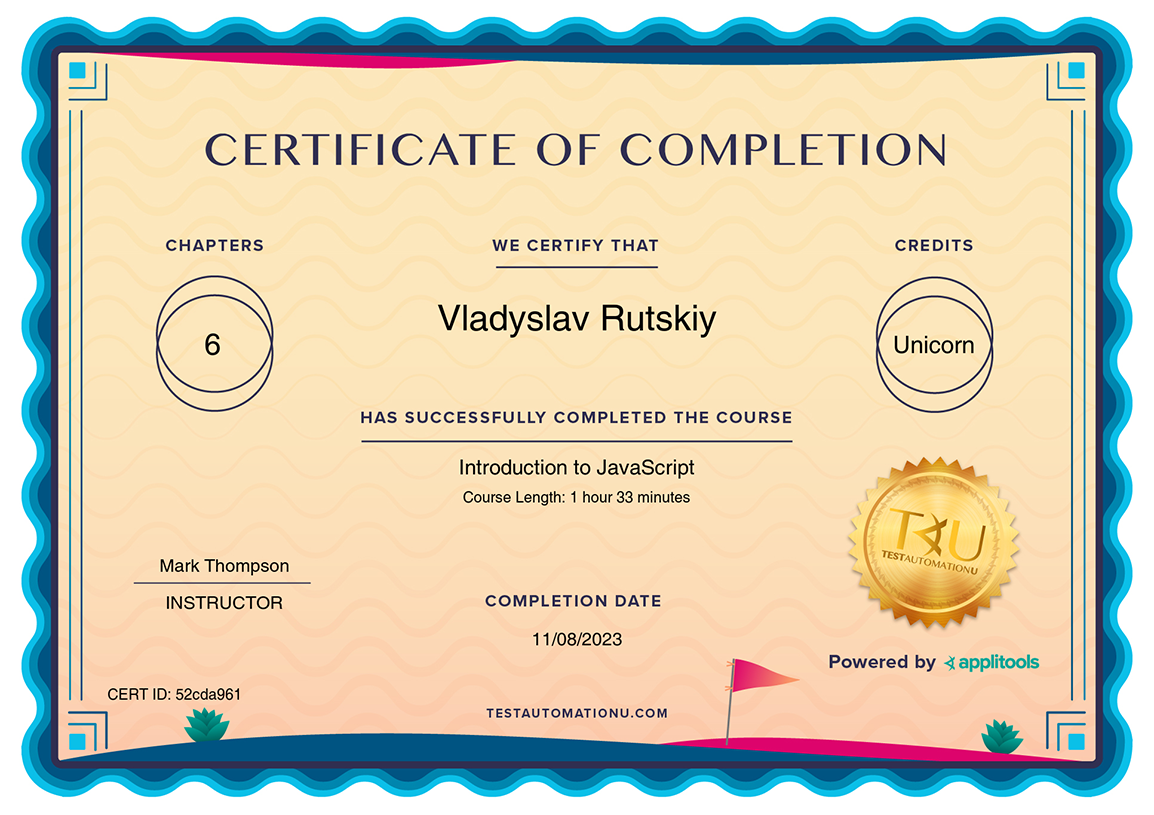 CERTIFICATE OF COMPLETION
CHAPTERS
6
WE CERTIFY THAT
Vladyslav Rutskiy
CREDITS
Unicorn
HAS SUCCESSFULLY COMPLETED THE COURSE
Introduction to JavaScript
Course Length: 1 hour 33 minutes
TAU
TESTAUTOMATIONU
Mark Thompson
INSTRUCTOR
COMPLETION DATE
11/08/2023
Powered by applitools
CERT ID: 52cda961
TESTAUTOMATIONU.COM